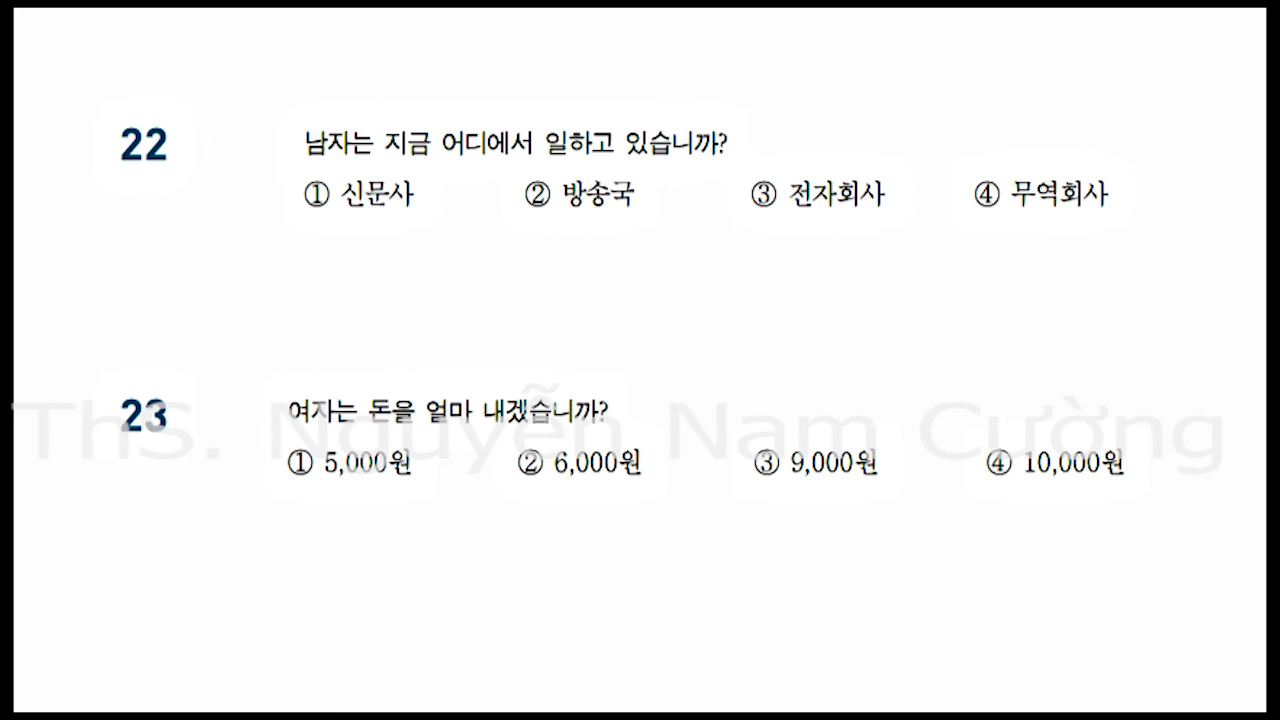 22 남자는 지금 어디에서 일하고 있습니까?
① 신문사 ② 방송국 ③ 전자회사 ④ 무역회사
23 여자는 돈을 얼마 내겠습니까?
ThS. Nguyễn Nam Cường
① 5,000원 ② 6,000원 ③ 9,000원 ④ 10,000원